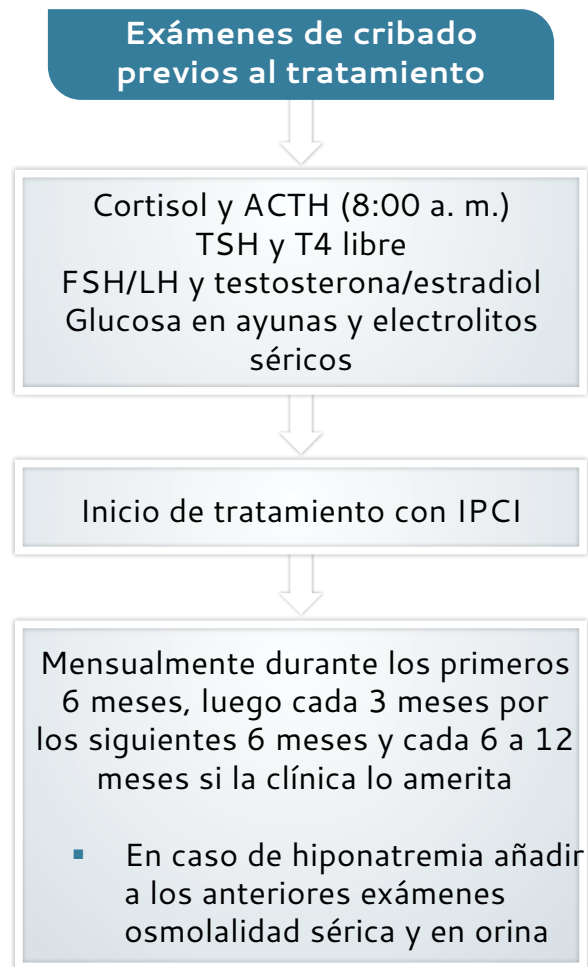 Exámenes de cribado
previos al tratamiento
Cortisol y ACTH (8:00 a. m.)
TSH y T4 libre
FSH/LH y testosterona/estradiol
Glucosa en ayunas y electrolitos
séricos
Inicio de tratamiento con IPCI
Mensualmente durante los primeros
6 meses, luego cada 3 meses por
los siguientes 6 meses y cada 6 a 12
meses si la clínica lo amerita
▪ En caso de hiponatremia añadir
a los anteriores exámenes
osmolalidad sérica y en orina